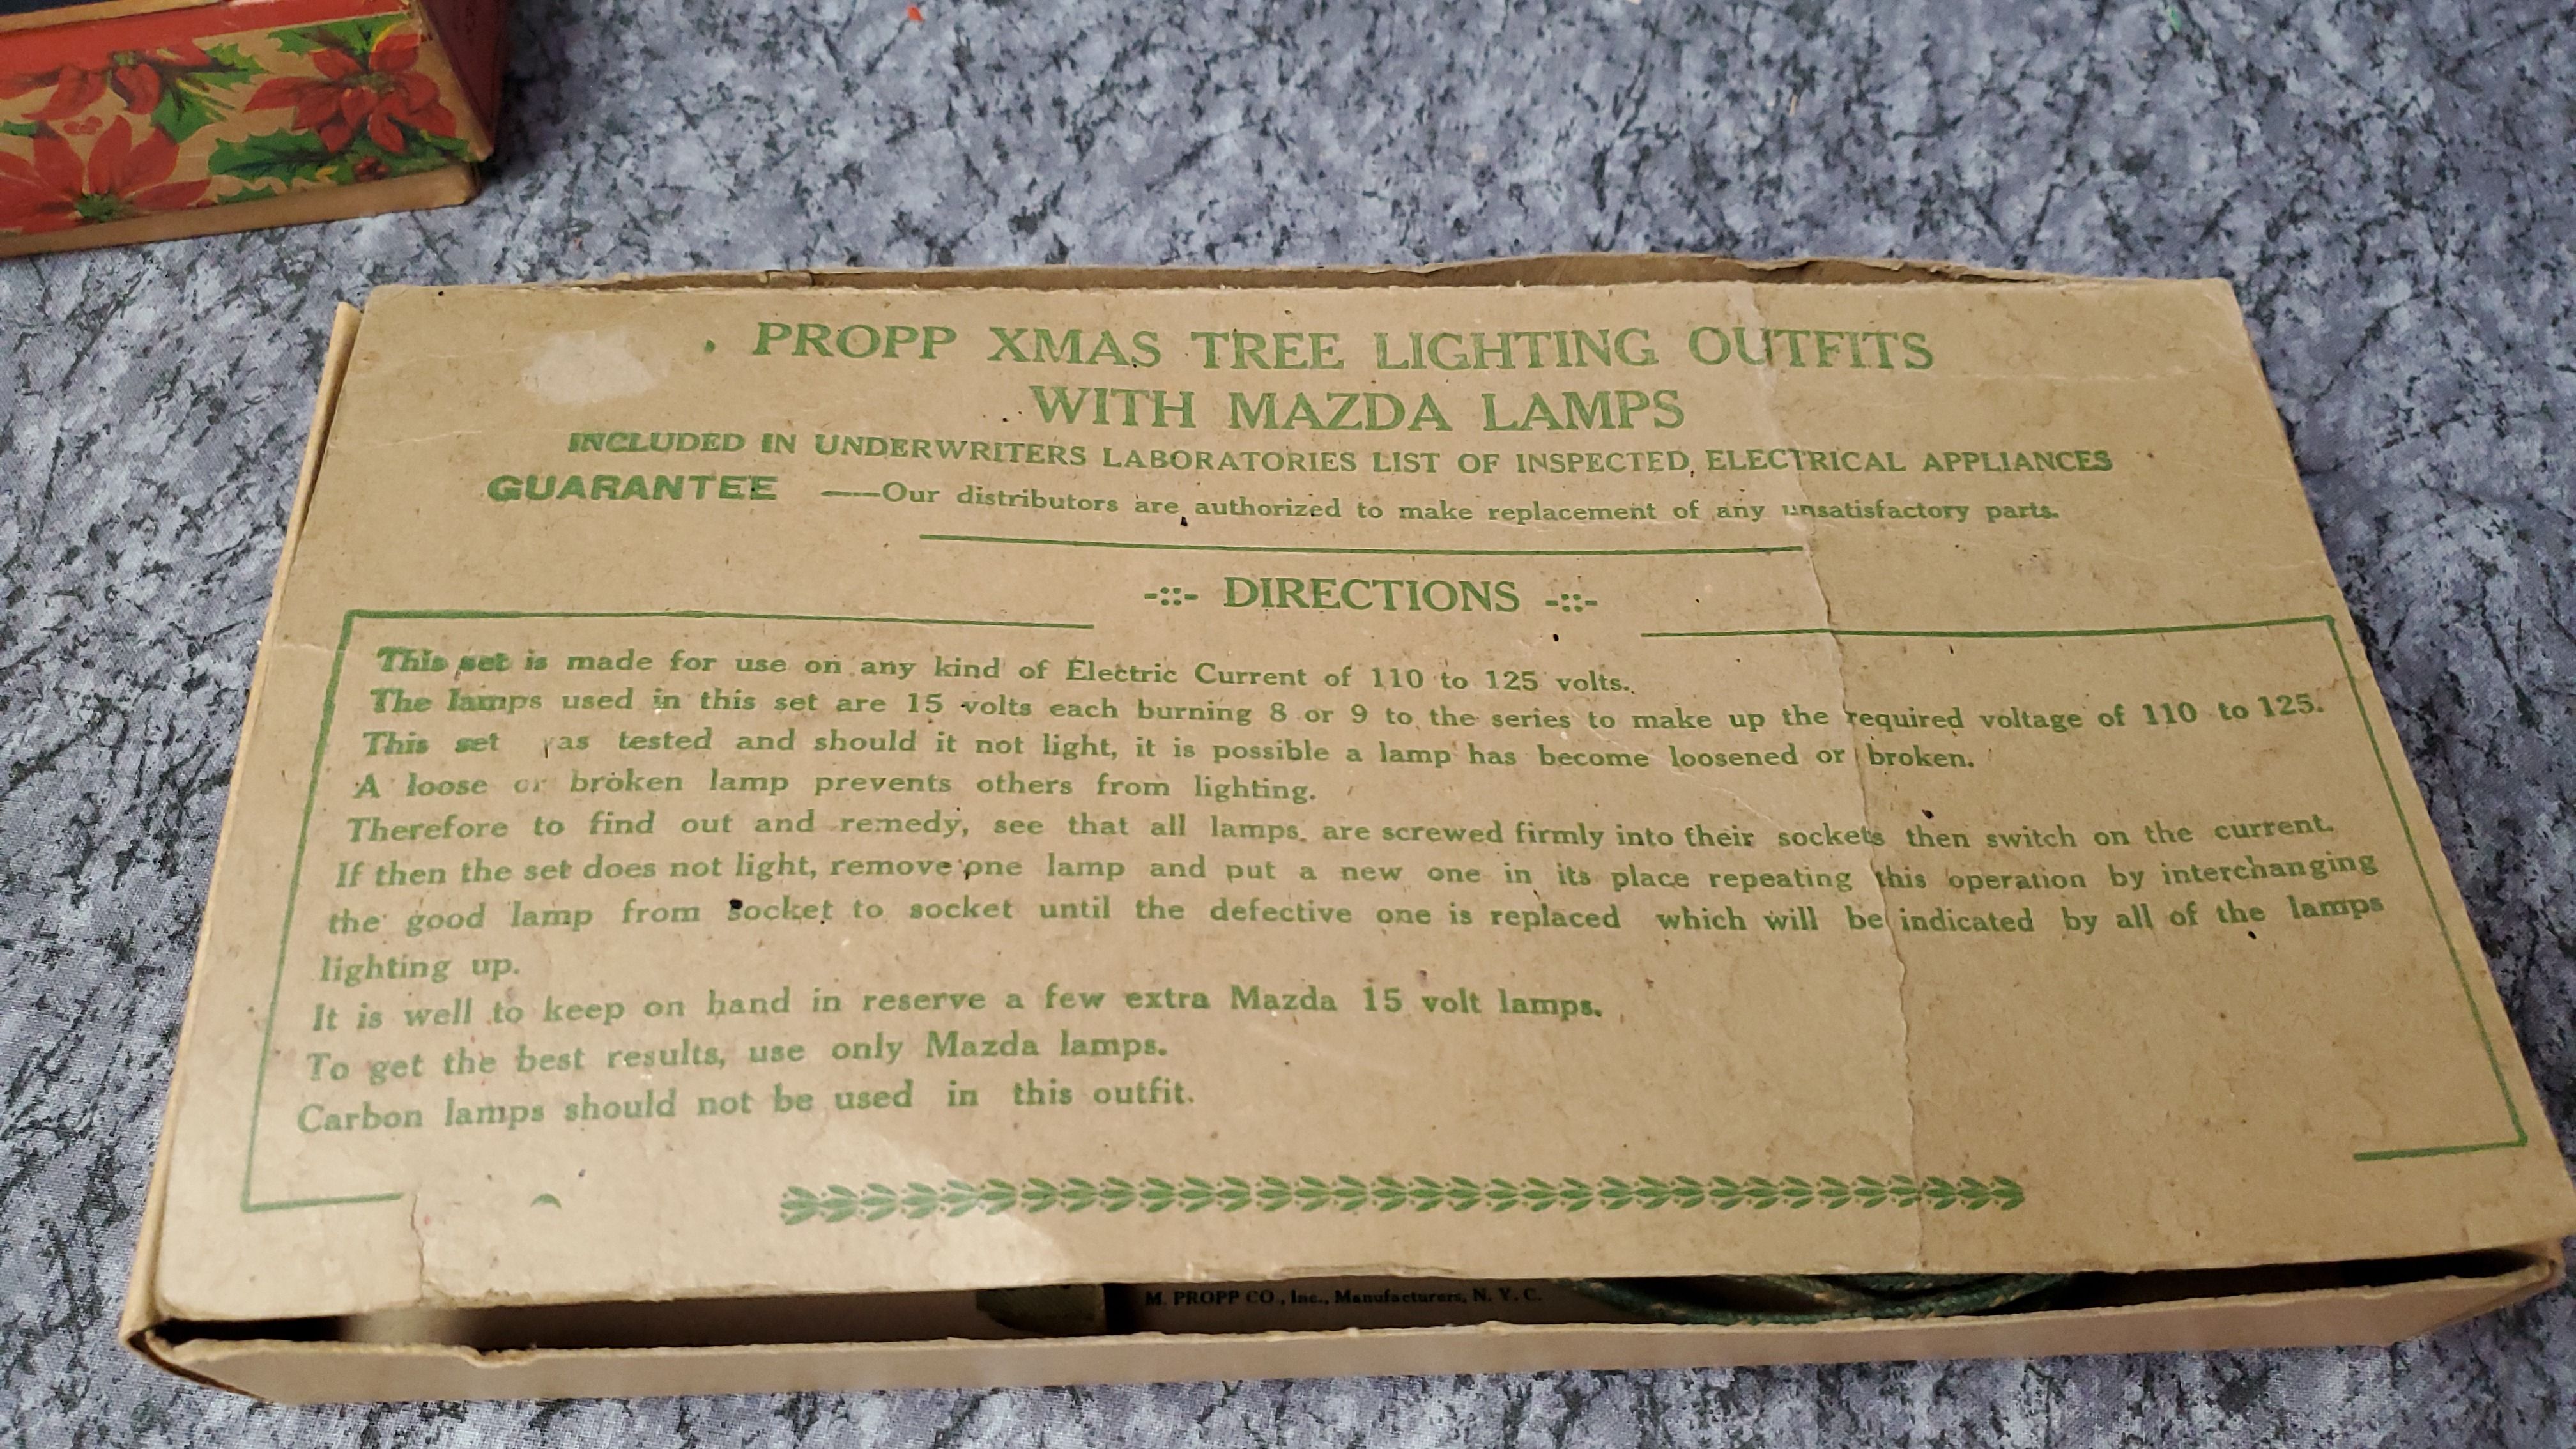 PROPP XMAS TREE LIGHTING OUTFITS
WITH MAZDA LAMPS
INCLUDED IN UNDERWRITERS LABORATORIES LIST OF INSPECTED ELECTRICAL APPLIANCES
GUARANTEE ——Our distributors are authorized to make replacement of any unsatisfactory parts.
-::- DIRECTIONS -::-
This set is made for use on any kind of Electric Current of 110 to 125 volts.
The lamps used in this set are 15 volts each burning 8 or 9 to the series to make up the required voltage of 110 to 125.
This set as tested and should it not light, it is possible a lamp has become loosened or broken.
A loose or broken lamp prevents others from lighting.
Therefore to find out and remedy, see that all lamps are screwed firmly into their sockets then switch on the current.
If then the set does not light, remove one lamp and put a new one in its place repeating this operation by interchanging
the good lamp from socket to socket until the defective one is replaced which will be indicated by all of the lamps
lighting up.
It is well to keep on hand in reserve a few extra Mazda 15 volt lamps.
To get the best results, use only Mazda lamps.
Carbon lamps should not be used in this outfit.
M. PROPP CO., Inc., Manufacturers, N. Y. C.